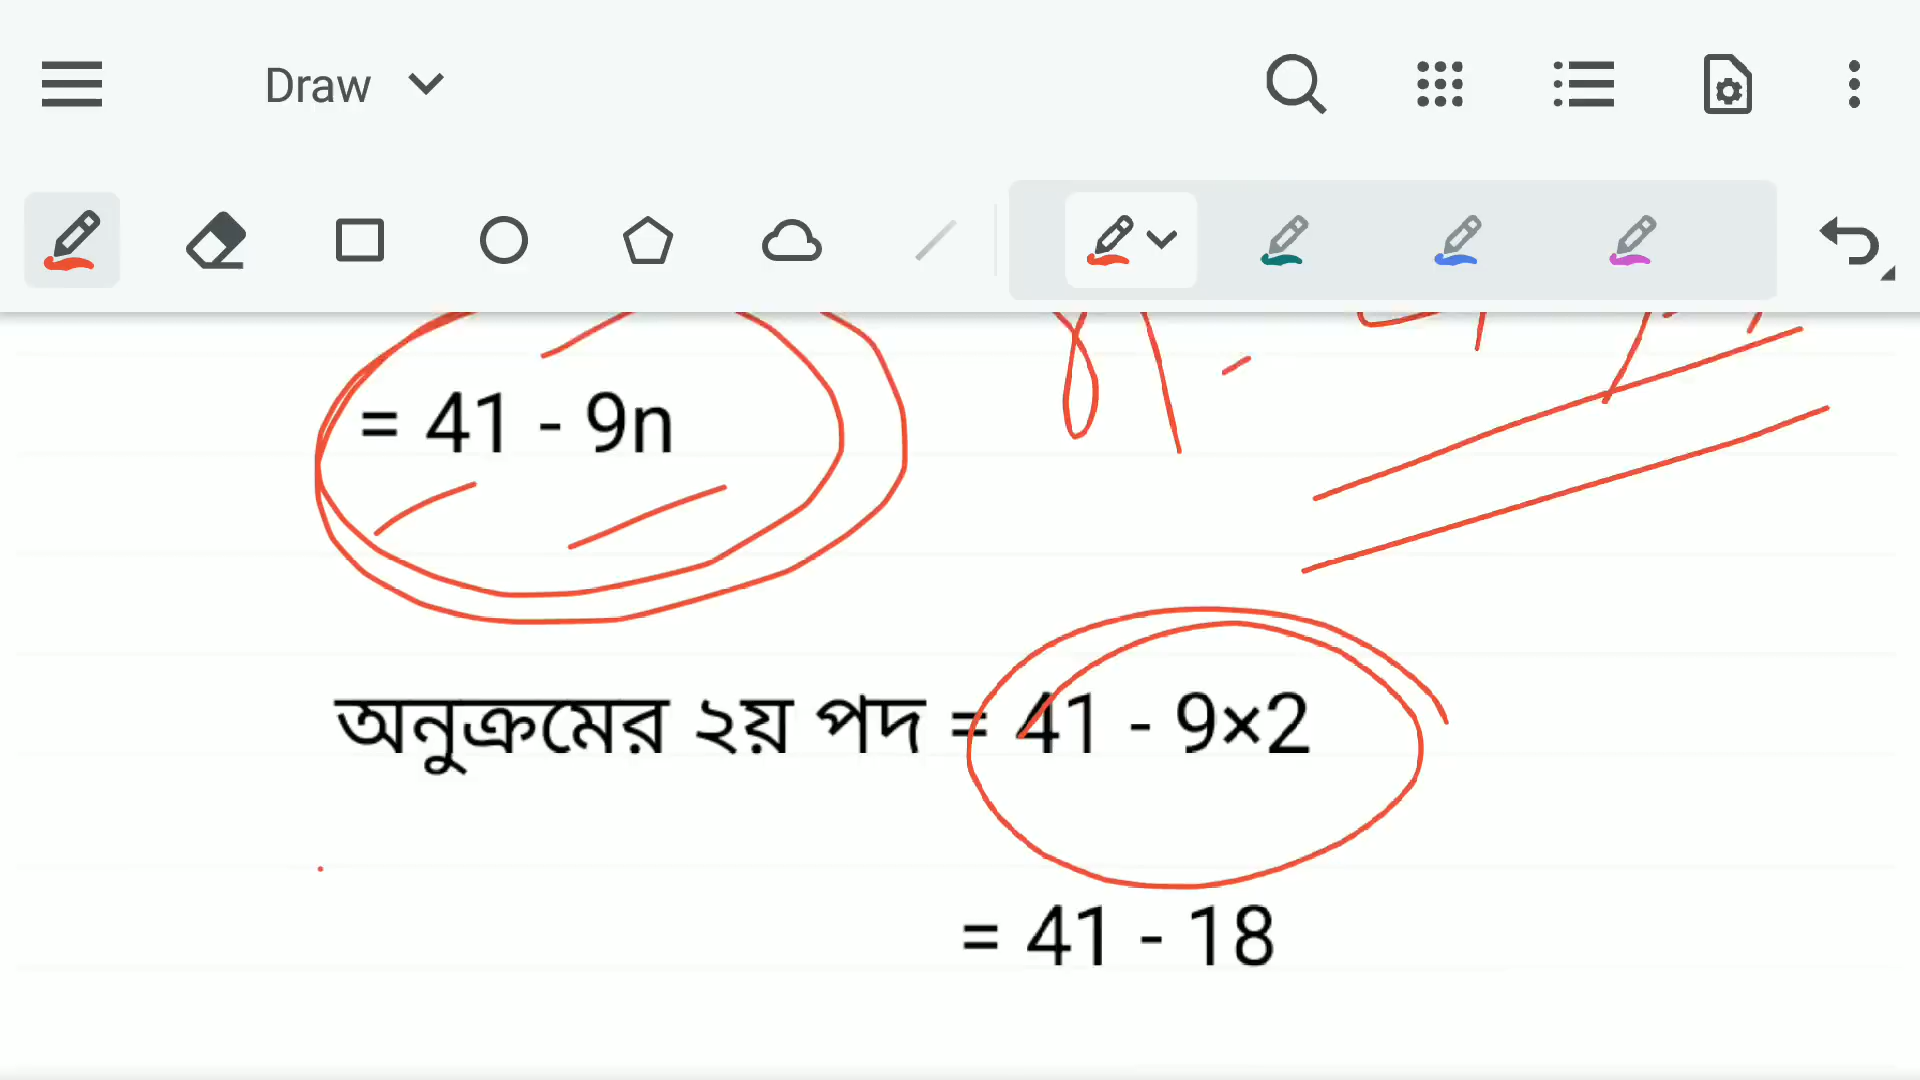 Draw
= 41 - 9n
অনুক্রমের ২য় পদ = 41 - 9×2
= 41 - 18